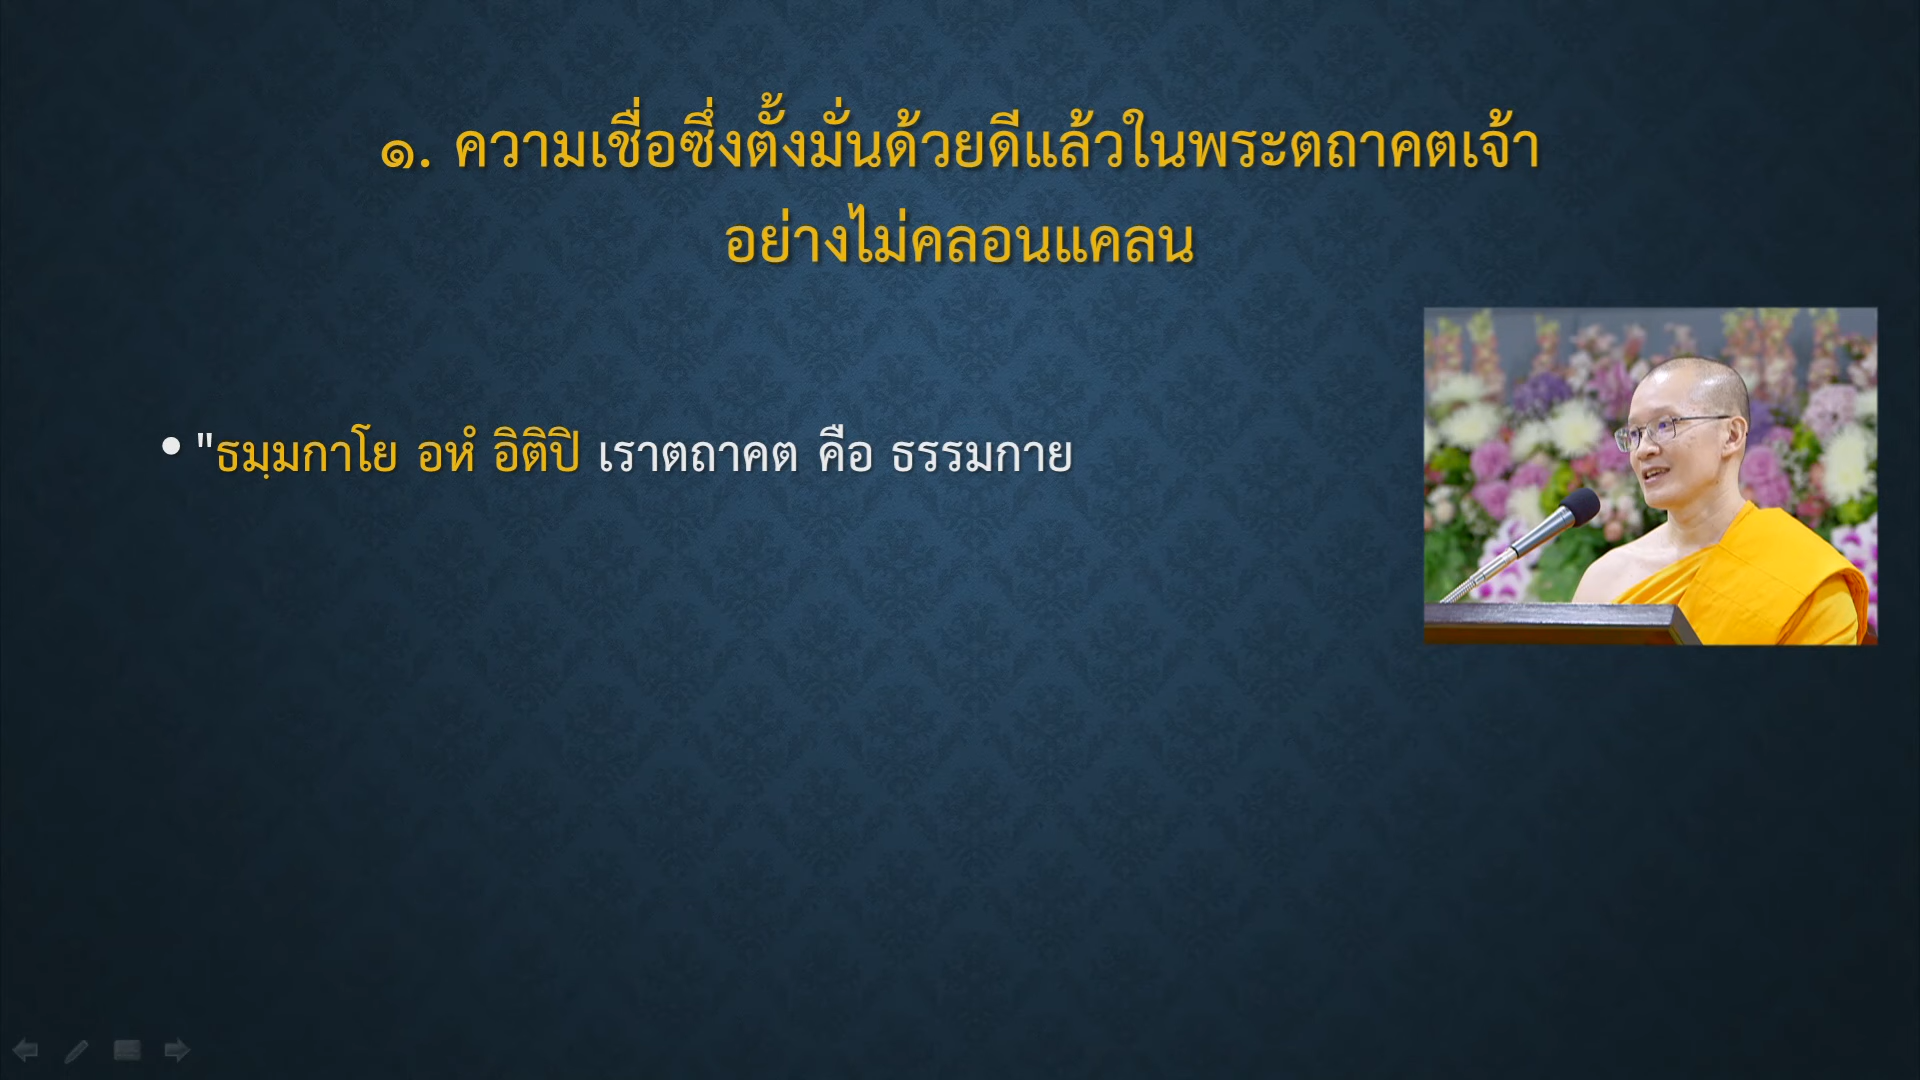 ๑. ความเชื่อซึ่งตั้งมั่นด้วยดีแล้วในพระตถาคตเจ้า
อย่างไม่คลอนแคลน
• "ธมฺมกาโย อหํ อิติปิ เราตถาคต คือ ธรรมกาย